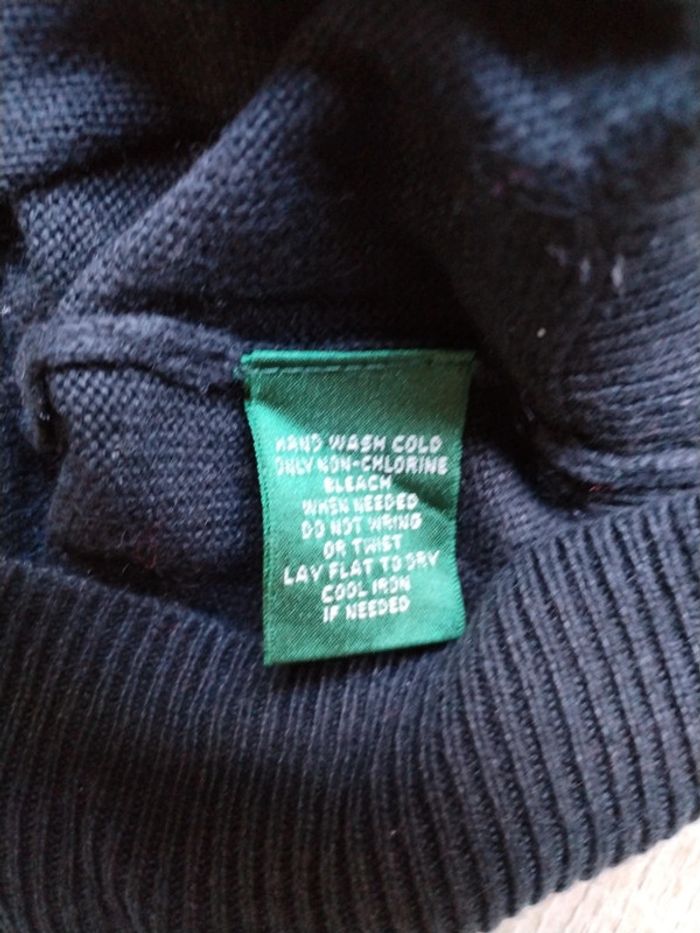 HAND WASH COLD
ONLY NON-CHLORINE
BLEACH
WHEN NEEDED
DO NOT WRING
OR TWIST
LAY FLAT TO DRY
COOL IRON
IF NEEDED